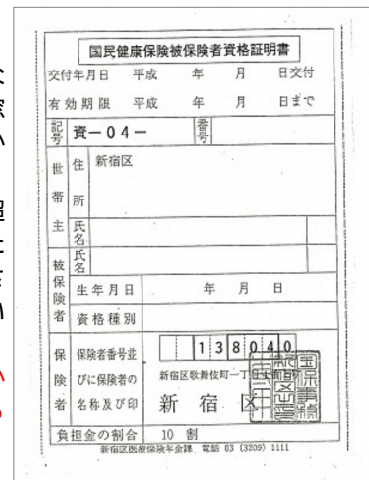 国民健康保険被保険者資格証明書
交付年月日 平成 年 月 日交付
有効期限 平成 年 月 日まで
記号 資－04－ 番号
世帯主 住所 新宿区
氏名
被保険者 氏名
生年月日 年 月 日
資格種別
保険者 保険者番号並びに保険者の名称及び印 138040
新宿区歌舞伎町一丁目
新宿区
負担金の割合 10 割
新宿区医療保険年金課 電話 03 (3209) 1111